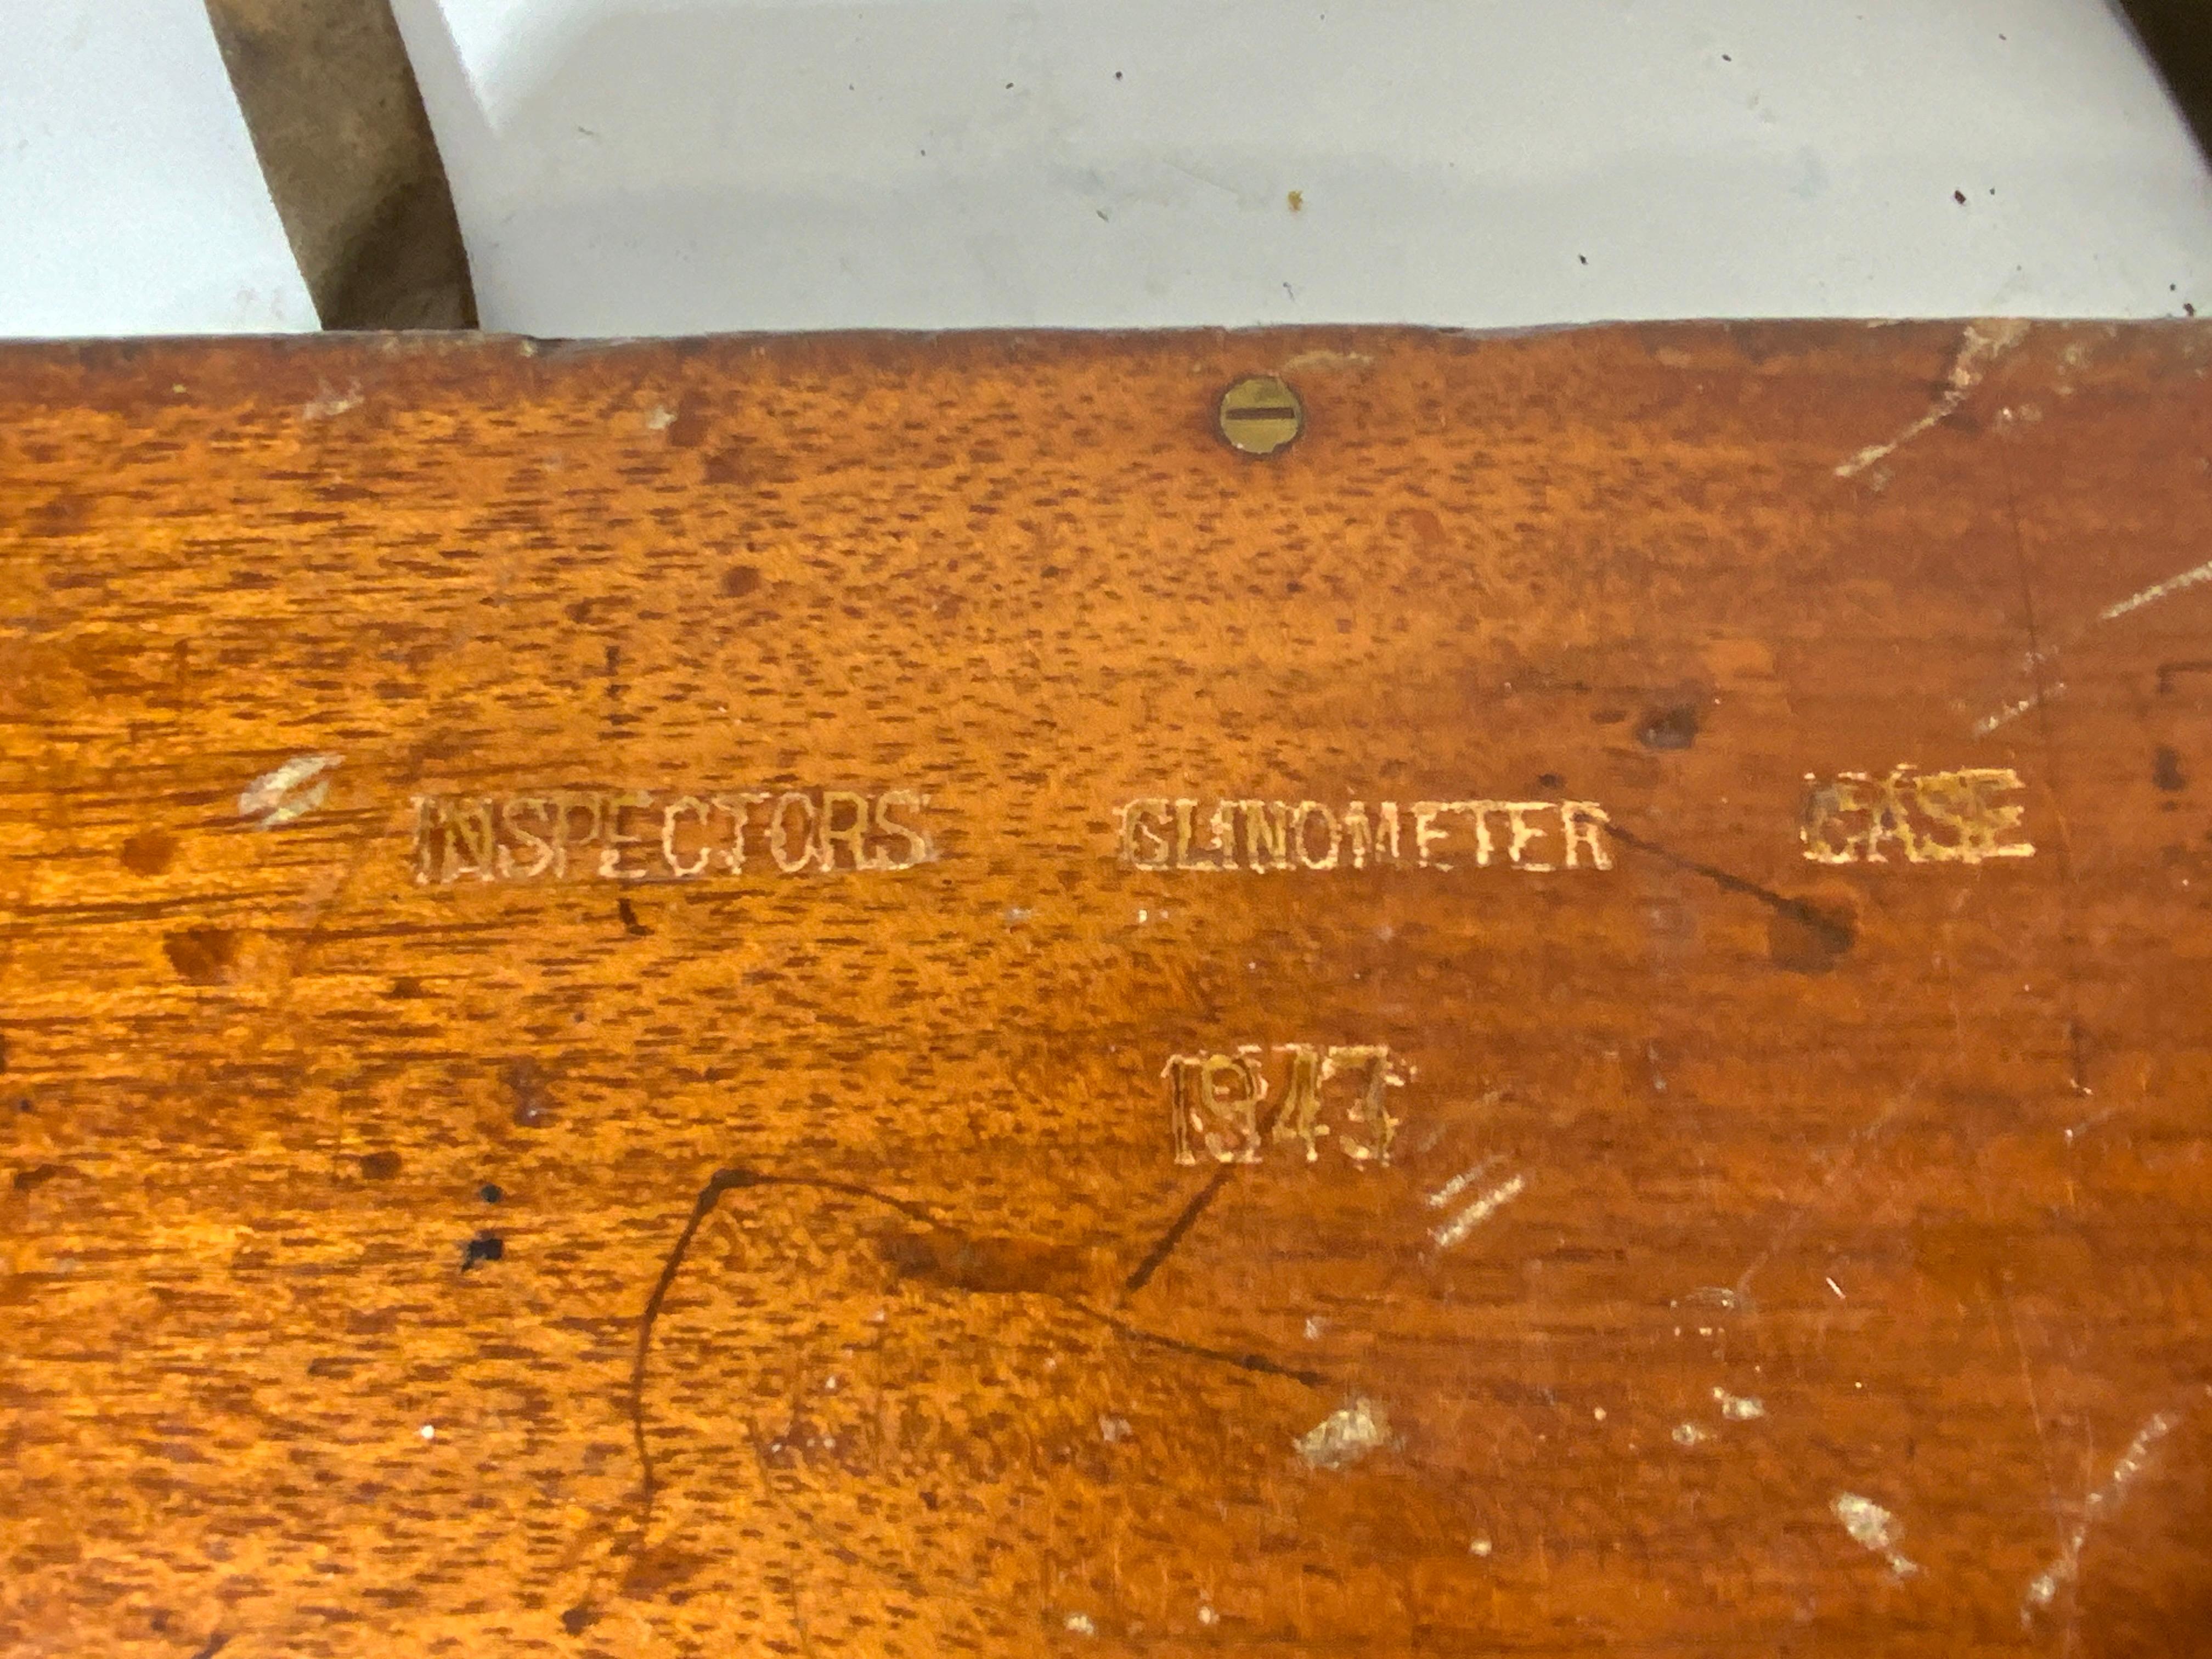 INSPECTORS CLINOMETER CASE
1943